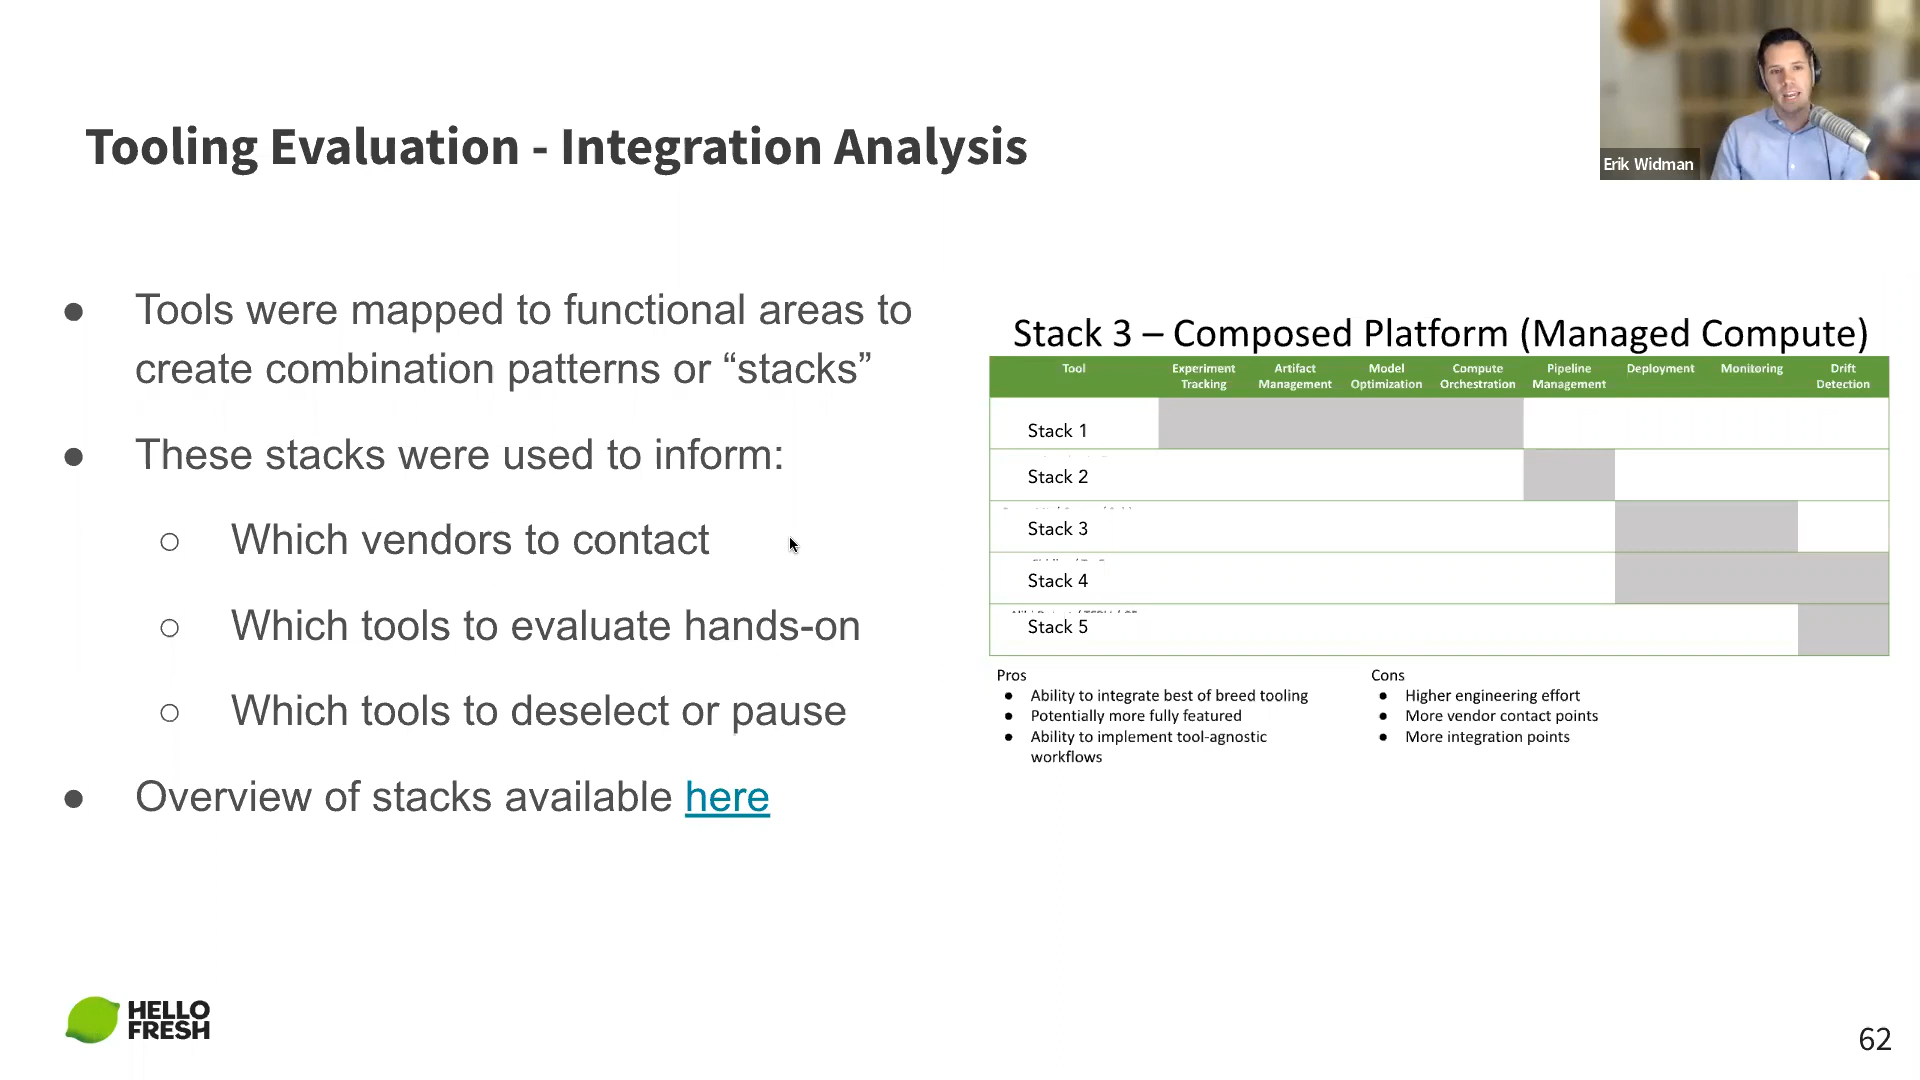 Erik Widman
Tooling Evaluation - Integration Analysis
● Tools were mapped to functional areas to
create combination patterns or “stacks”
● These stacks were used to inform:
○ Which vendors to contact
○ Which tools to evaluate hands-on
○ Which tools to deselect or pause
● Overview of stacks available here
Stack 3 – Composed Platform (Managed Compute)
Tool Experiment Tracking Artifact Management Model Optimization Compute Orchestration Pipeline Management Deployment Monitoring Drift Detection
Stack 1
Stack 2
Stack 3
Stack 4
Stack 5
Pros
● Ability to integrate best of breed tooling
● Potentially more fully featured
● Ability to implement tool-agnostic
workflows
Cons
● Higher engineering effort
● More vendor contact points
● More integration points
HELLO
FRESH
62